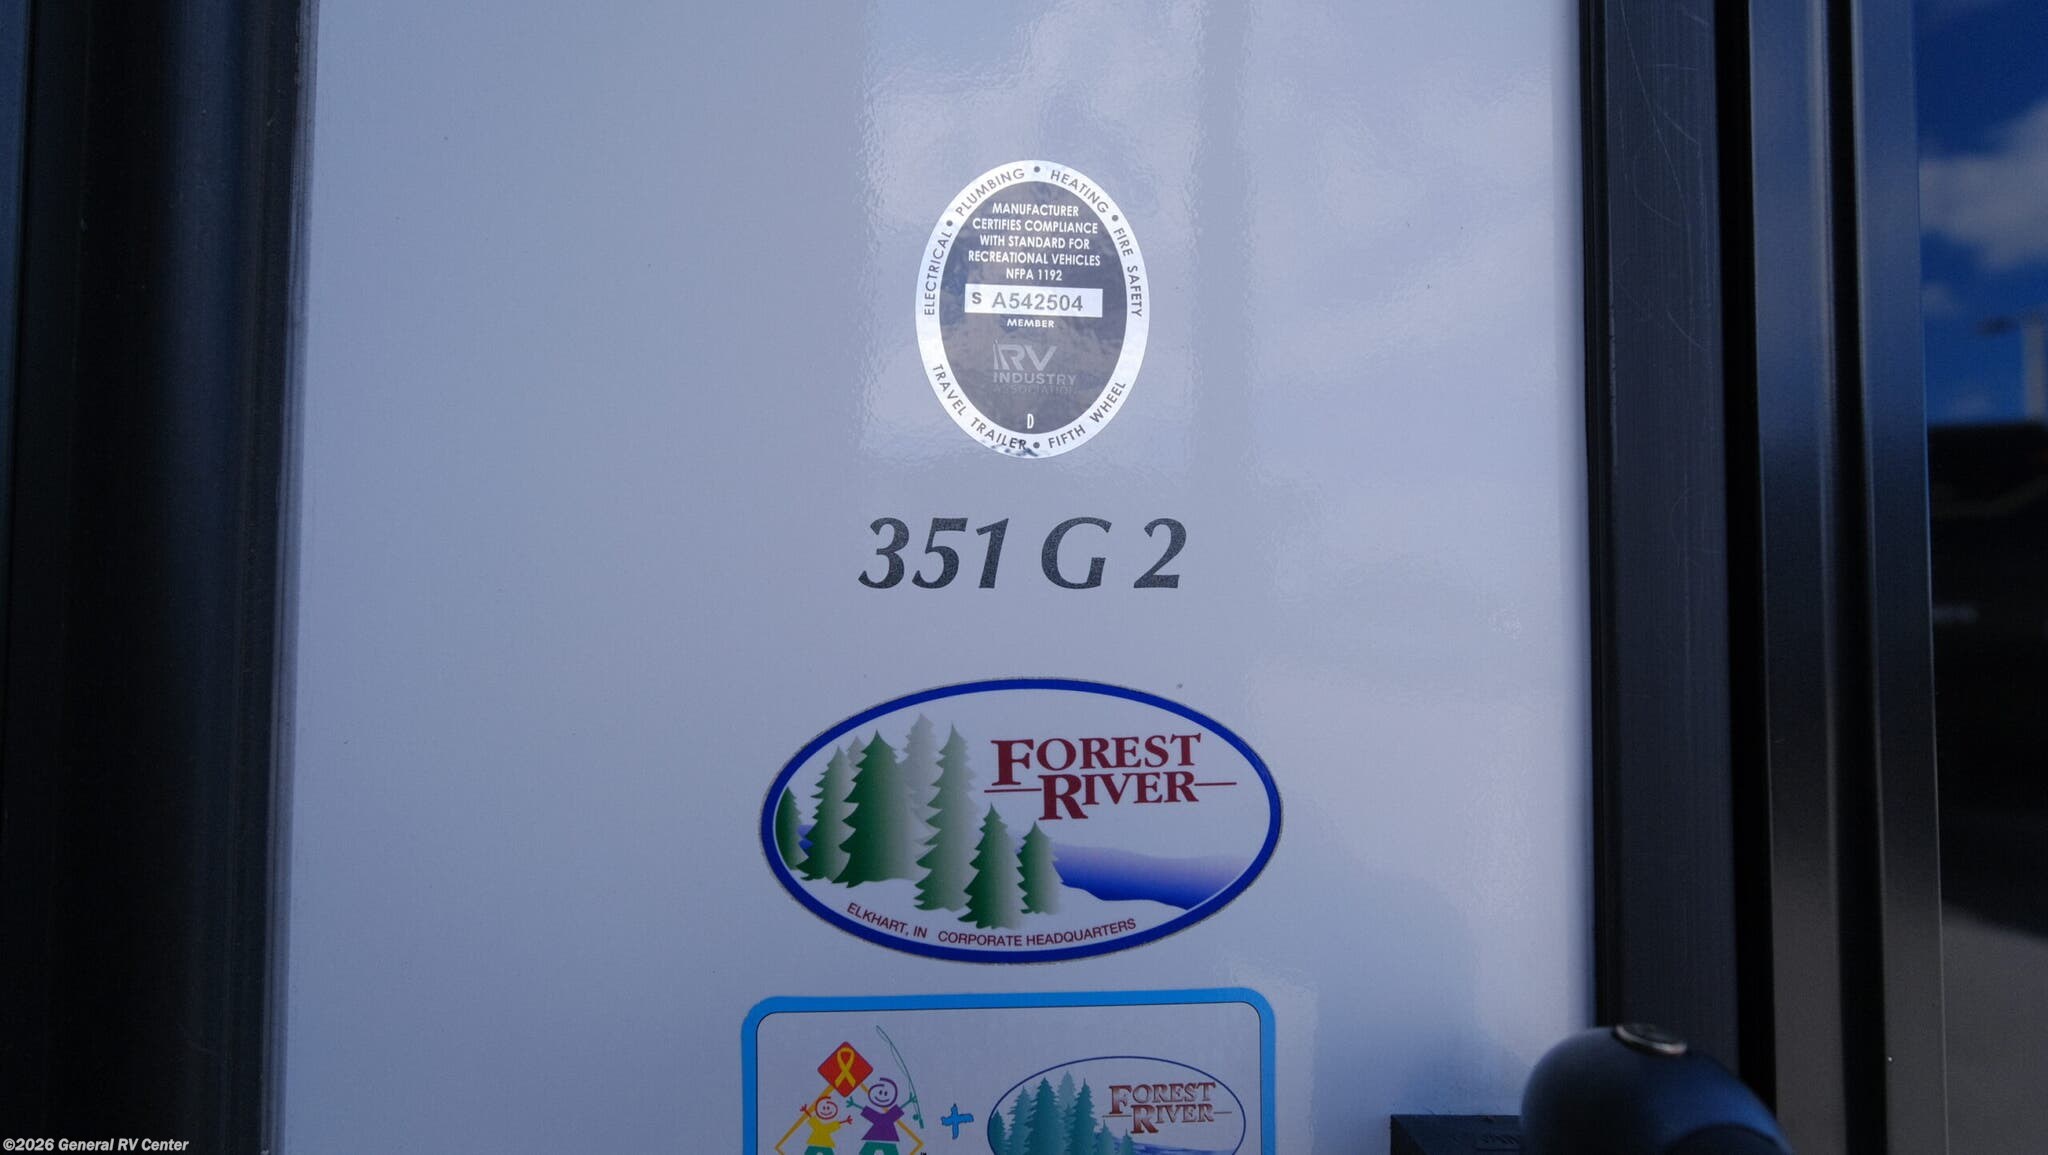 ELECTRICAL • PLUMBING • HEATING • FIRE SAFETY
MANUFACTURER
CERTIFIES COMPLIANCE
WITH STANDARD FOR
RECREATIONAL VEHICLES
NFPA 1192
S A542504
MEMBER
RV
INDUSTRY
ASSOCIATION
D
TRAVEL TRAILER • FIFTH WHEEL
351 G 2
FOREST
RIVER
ELKHART, IN CORPORATE HEADQUARTERS
+
FOREST
RIVER
©2026 General RV Center